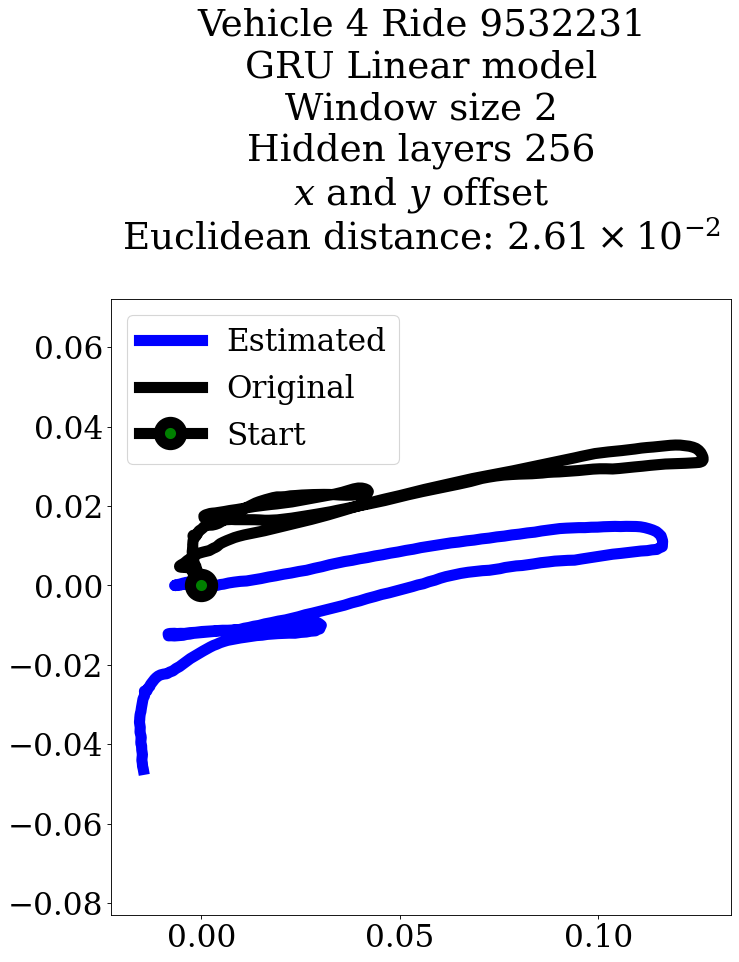 Vehicle 4 Ride 9532231
GRU Linear model
Window size 2
Hidden layers 256
x and y offset
Euclidean distance: 2.61 × 10⁻²
Estimated
Original
Start
0.06
0.04
0.02
0.00
−0.02
−0.04
−0.06
−0.08
0.00 0.05 0.10